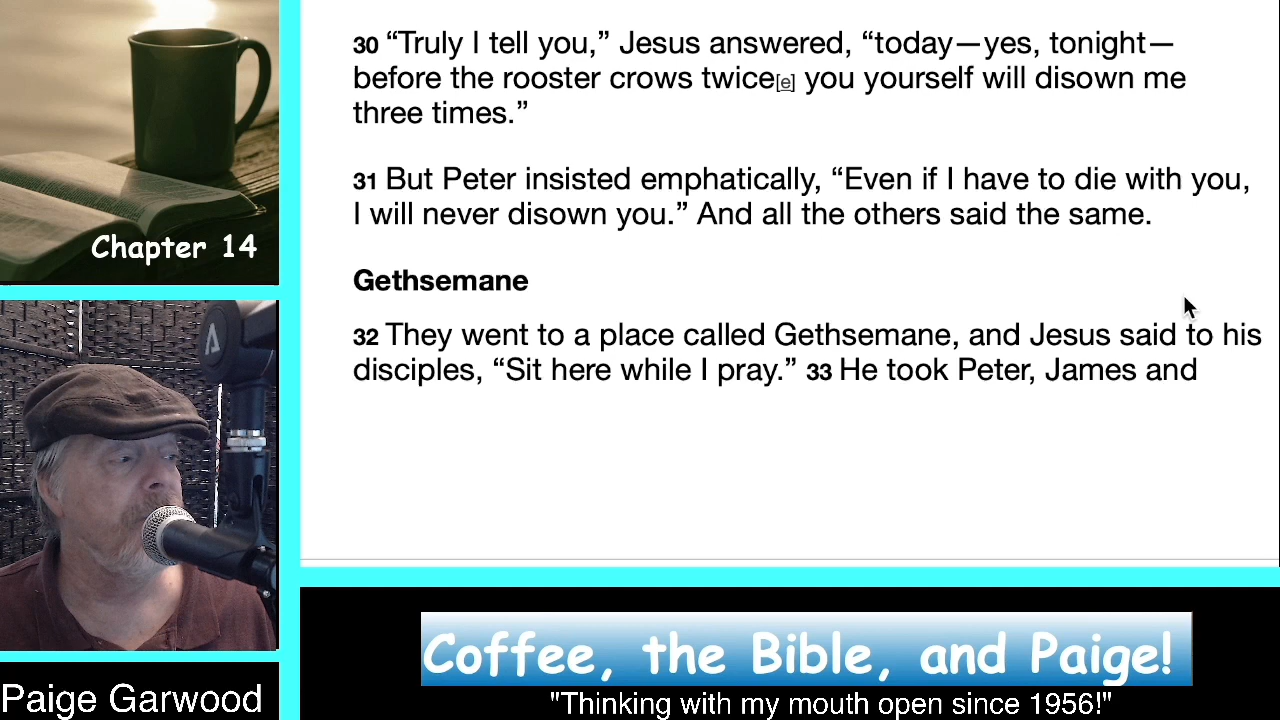 30 “Truly I tell you,” Jesus answered, “today—yes, tonight—
before the rooster crows twice[e] you yourself will disown me
three times.”
31 But Peter insisted emphatically, “Even if I have to die with you,
I will never disown you.” And all the others said the same.
Gethsemane
32 They went to a place called Gethsemane, and Jesus said to his
disciples, “Sit here while I pray.” 33 He took Peter, James and
Chapter 14
Paige Garwood
Coffee, the Bible, and Paige!
"Thinking with my mouth open since 1956!"